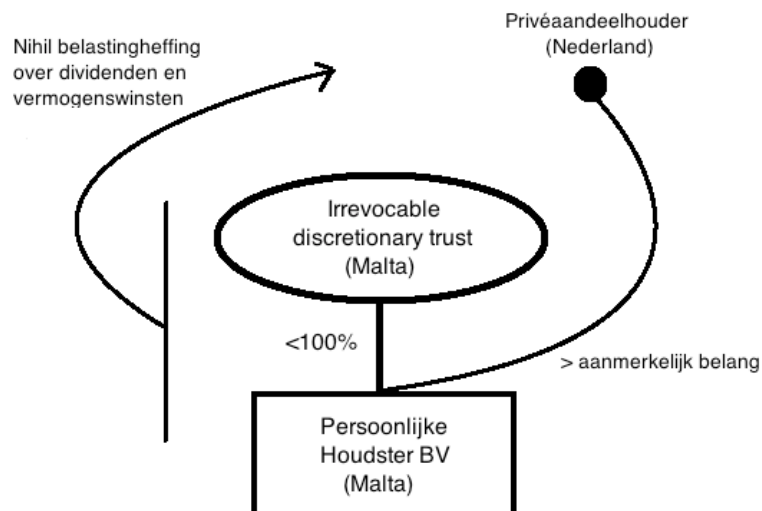 Privéaandeelhouder
(Nederland)
Nihil belastingheffing
over dividenden en
vermogenswinsten
Irrevocable
discretionary trust
(Malta)
<100%
> aanmerkelijk belang
Persoonlijke
Houdster BV
(Malta)